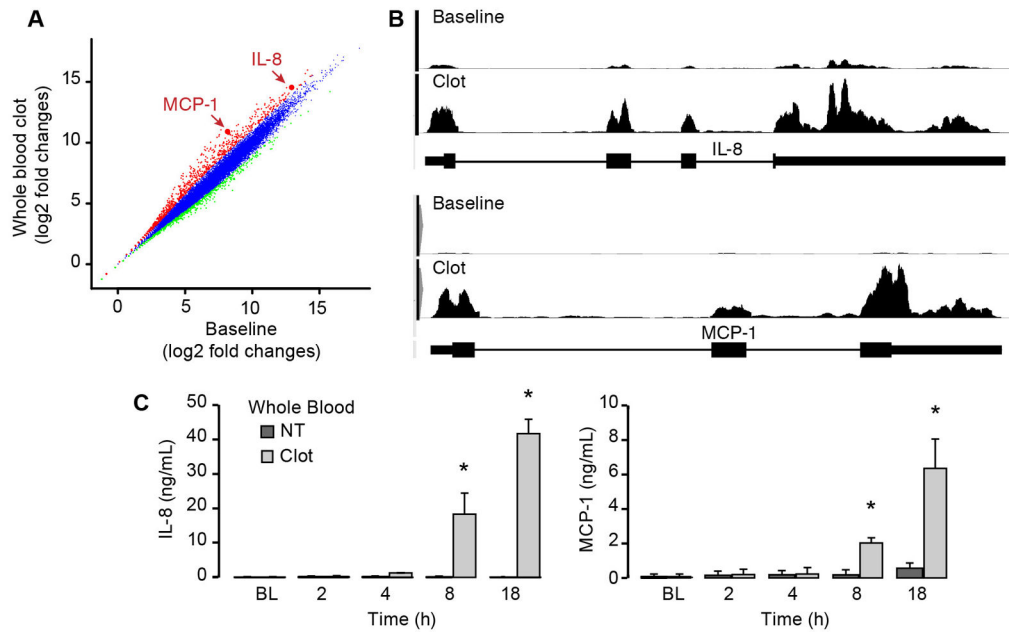 A
Whole blood clot
(log2 fold changes)
15
10
5
0
IL-8
MCP-1
0 5 10 15
Baseline
(log2 fold changes)
B
Baseline
Clot
IL-8
Baseline
Clot
MCP-1
C
Whole Blood
NT
Clot
IL-8 (ng/mL)
50
40
30
20
10
0
*
*
BL 2 4 8 18
Time (h)
MCP-1 (ng/mL)
10
8
6
4
2
0
*
*
BL 2 4 8 18
Time (h)